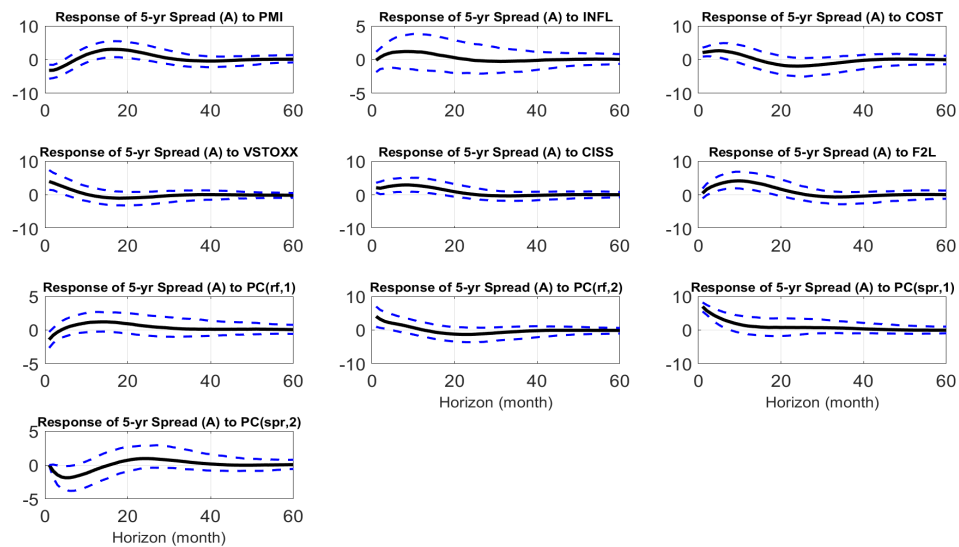 Response of 5-yr Spread (A) to PMI
10
0
-10
0 20 40 60
Response of 5-yr Spread (A) to INFL
5
0
-5
0 20 40 60
Response of 5-yr Spread (A) to COST
10
0
-10
0 20 40 60
Response of 5-yr Spread (A) to VSTOXX
10
0
-10
0 20 40 60
Response of 5-yr Spread (A) to CISS
10
0
-10
0 20 40 60
Response of 5-yr Spread (A) to F2L
10
0
-10
0 20 40 60
Response of 5-yr Spread (A) to PC(rf,1)
5
0
-5
0 20 40 60
Response of 5-yr Spread (A) to PC(rf,2)
10
0
-10
0 20 40 60
Horizon (month)
Response of 5-yr Spread (A) to PC(spr,1)
10
0
-10
0 20 40 60
Horizon (month)
Response of 5-yr Spread (A) to PC(spr,2)
5
0
-5
0 20 40 60
Horizon (month)